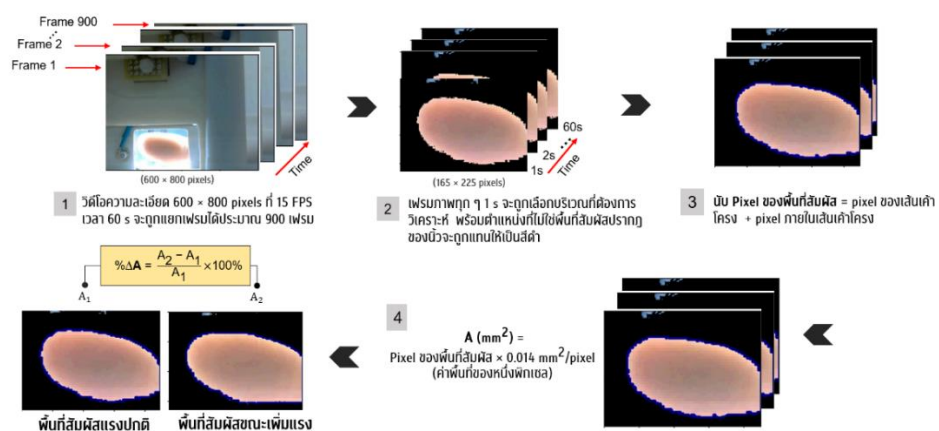 Frame 900
Frame 2
Frame 1
Time
(600 × 800 pixels)
1
วิดีโอความละเอียด 600 × 800 pixels ที่ 15 FPS
เวลา 60 s จะถูกแยกเฟรมได้ประมาณ 900 เฟรม
60s
2s
1s
Time
(165 × 225 pixels)
2
เฟรมภาพทุก ๆ 1 s จะถูกเลือกบริเวณที่ต้องการ
วิเคราะห์ พร้อมตำแหน่งที่ไม่ใช่พื้นที่สัมผัสปรากฏ
ของนิ้วจะถูกแทนให้เป็นสีดำ
3
นับ Pixel ของพื้นที่สัมผัส = pixel ของเส้นเค้า
โครง + pixel ภายในเส้นเค้าโครง
4
A (mm²) =
Pixel ของพื้นที่สัมผัส × 0.014 mm²/pixel
(ค่าพื้นที่ของหนึ่งพิกเซล)
%ΔA = (A₂ − A₁)/A₁ ×100%
A₁
A₂
พื้นที่สัมผัสแรงปกติ
พื้นที่สัมผัสขณะเพิ่มแรง